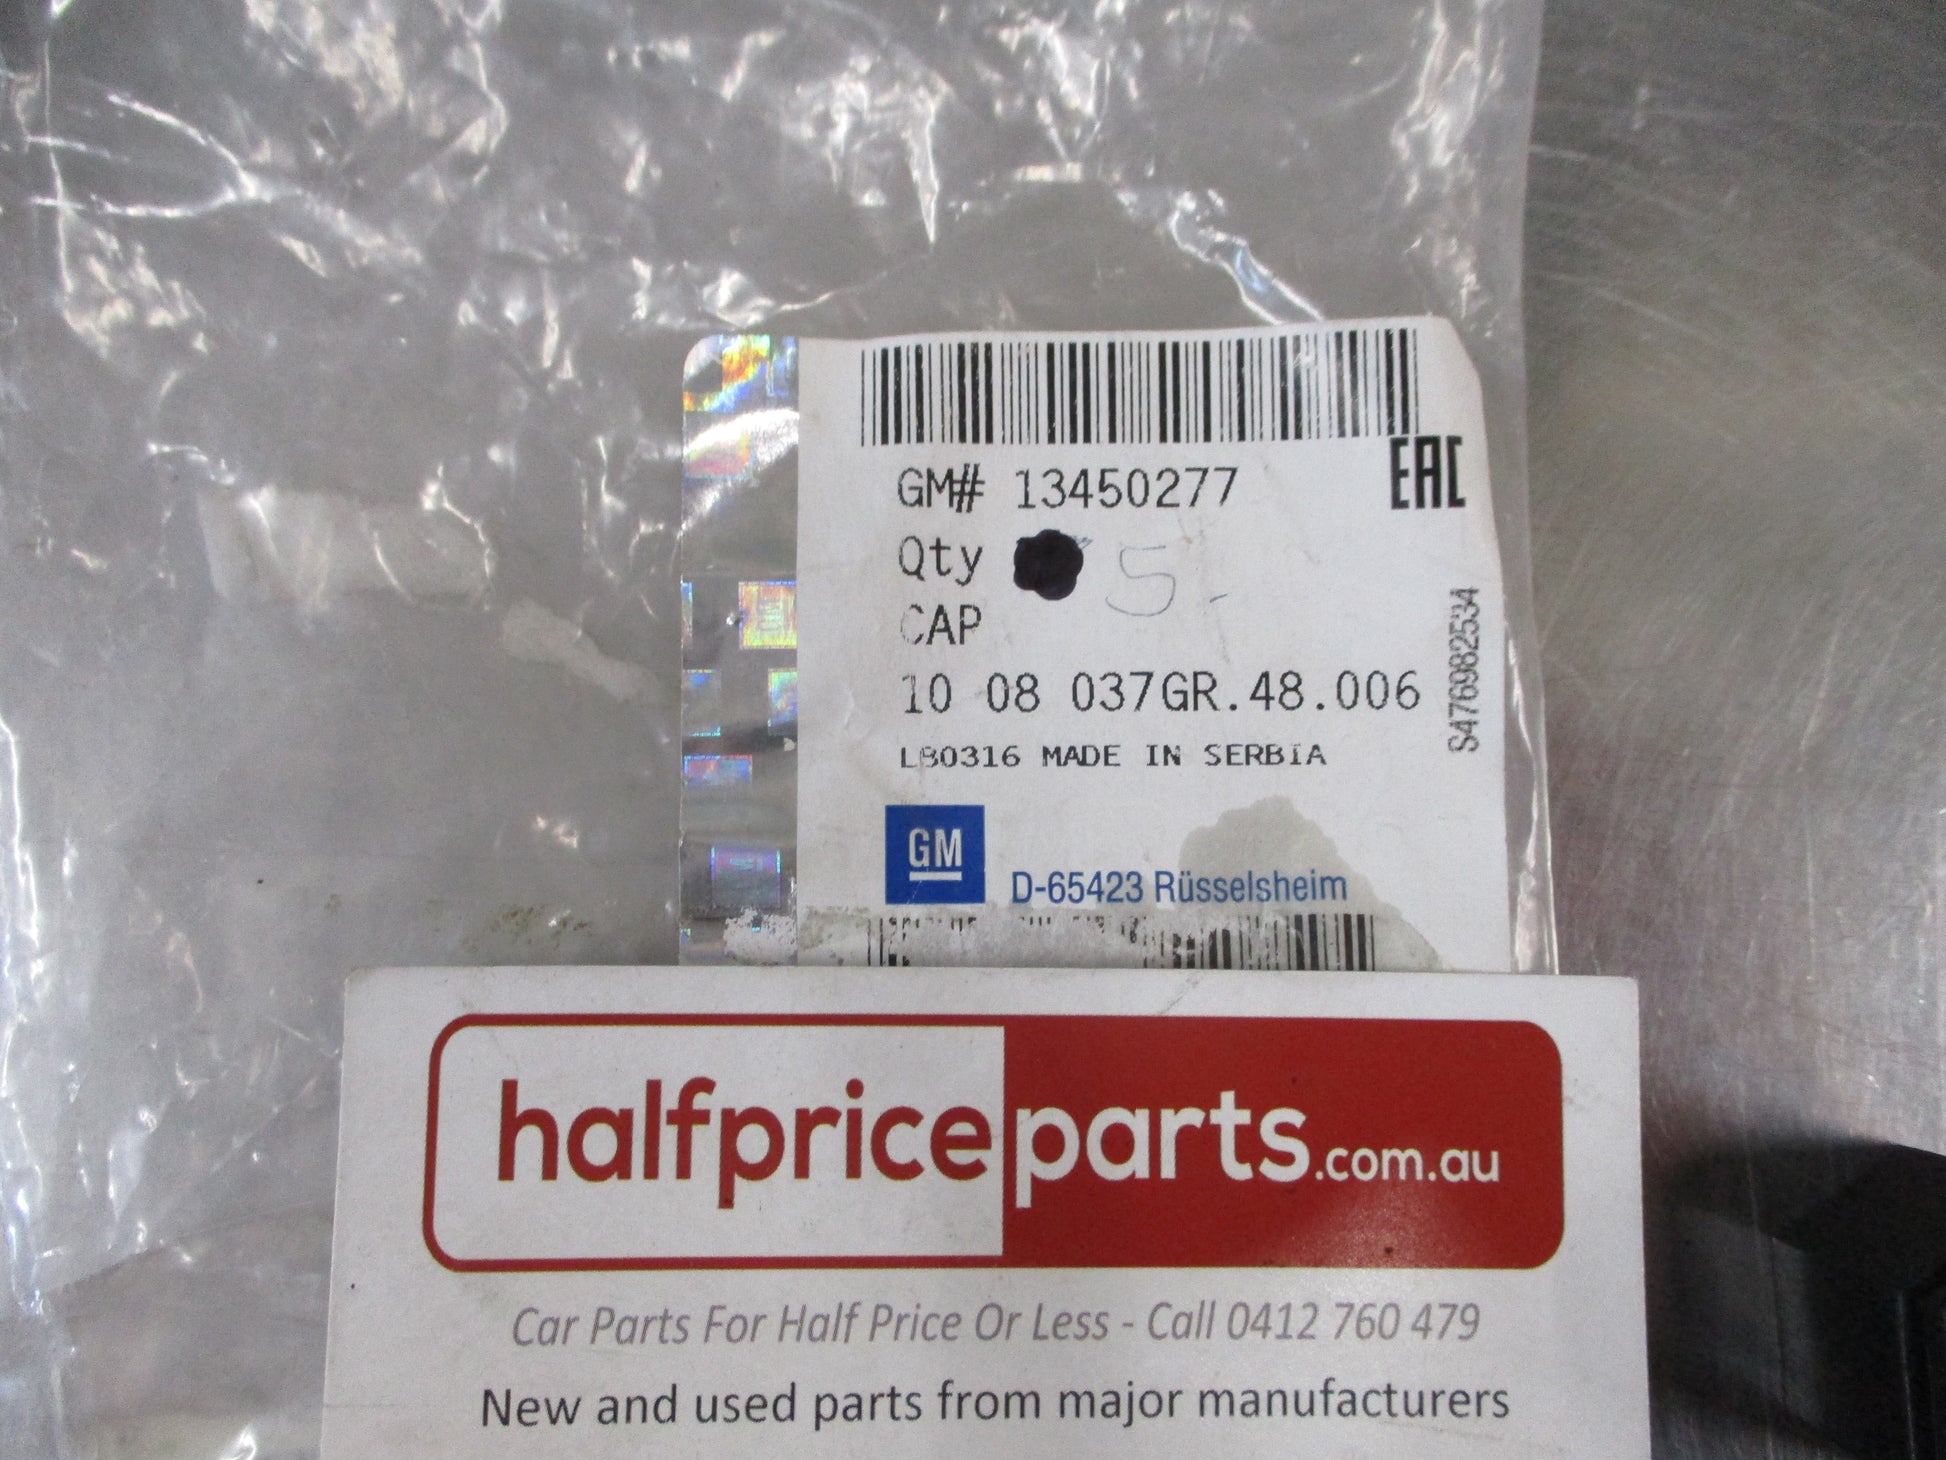 GM# 13450277
EAC
Qty 5
CAP
10 08 037GR.48.006
LB0316 MADE IN SERBIA
S476982534
GM
D-65423 Rüsselsheim
halfpriceparts.com.au
Car Parts For Half Price Or Less - Call 0412 760 479
New and used parts from major manufacturers